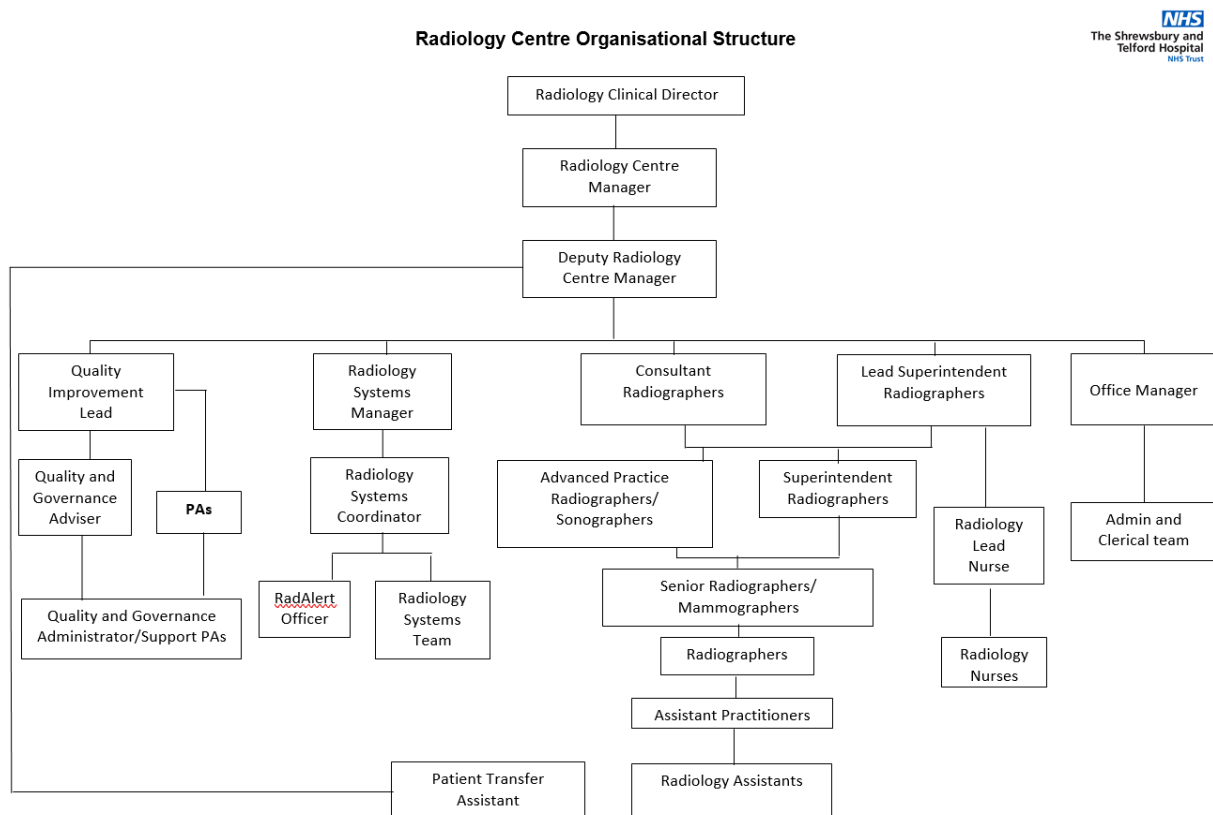 NHS
The Shrewsbury and
Telford Hospital
NHS Trust
Radiology Centre Organisational Structure
Radiology Clinical Director
Radiology Centre
Manager
Deputy Radiology
Centre Manager
Quality
Improvement
Lead
Radiology
Systems
Manager
Consultant
Radiographers
Lead Superintendent
Radiographers
Office Manager
Quality and
Governance
Adviser
PAs
Radiology
Systems
Coordinator
Advanced Practice
Radiographers/
Sonographers
Superintendent
Radiographers
Radiology
Lead
Nurse
Admin and
Clerical team
Quality and Governance
Administrator/Support PAs
RadAlert
Officer
Radiology
Systems
Team
Senior Radiographers/
Mammographers
Radiographers
Radiology
Nurses
Assistant Practitioners
Patient Transfer
Assistant
Radiology Assistants